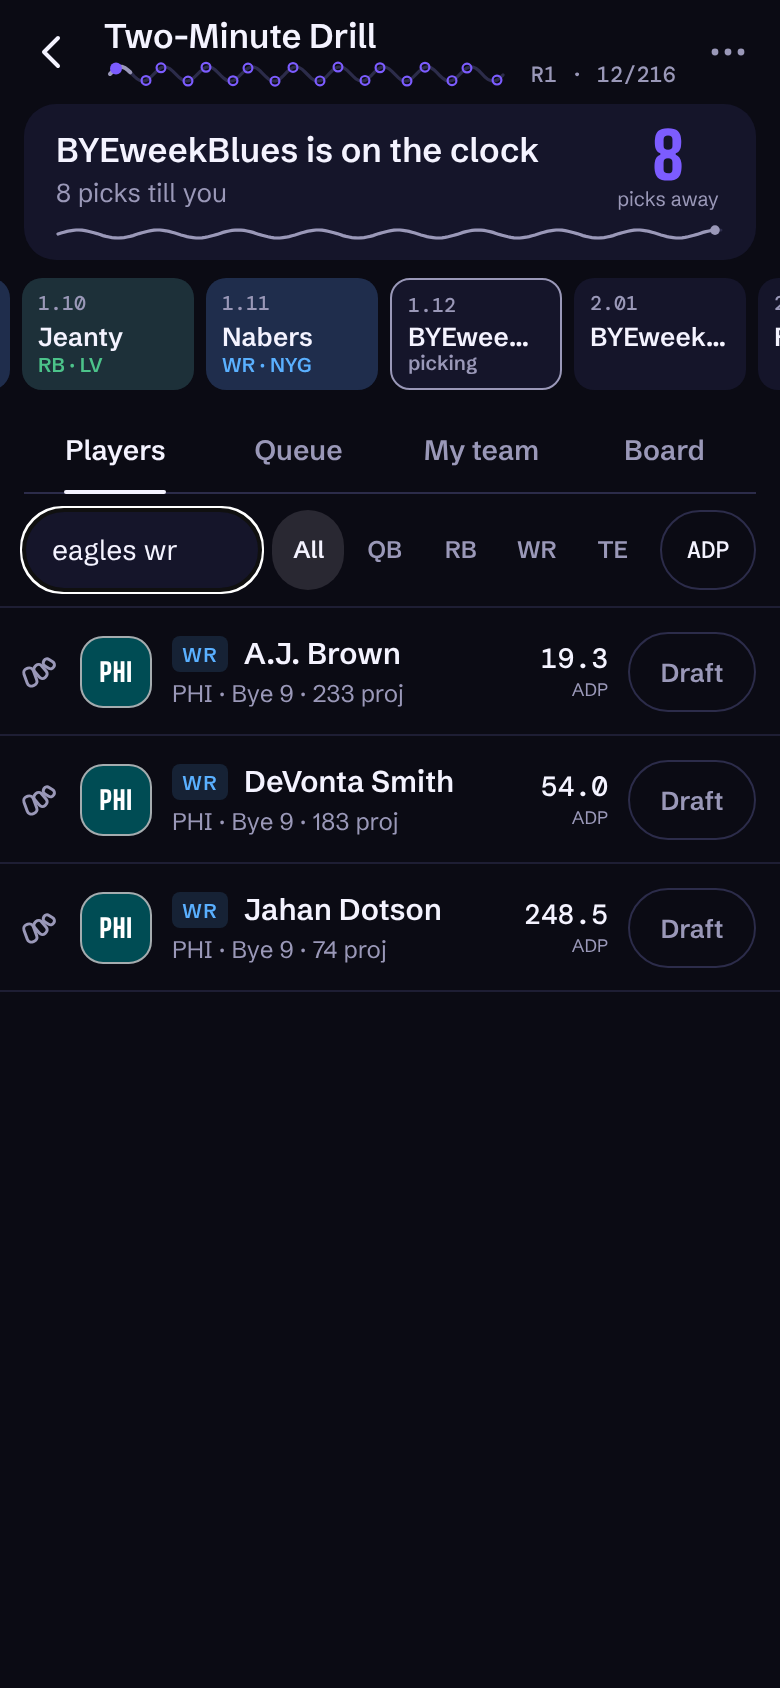 Two-Minute Drill
R1 · 12/216
BYEweekBlues is on the clock
8 picks till you
8
picks away
1.10
Jeanty
RB · LV
1.11
Nabers
WR · NYG
1.12
BYEwee...
picking
2.01
BYEweek...
Players
Queue
My team
Board
eagles wr
All
QB
RB
WR
TE
ADP
PHI
WR A.J. Brown
PHI · Bye 9 · 233 proj
19.3
ADP
Draft
PHI
WR DeVonta Smith
PHI · Bye 9 · 183 proj
54.0
ADP
Draft
PHI
WR Jahan Dotson
PHI · Bye 9 · 74 proj
248.5
ADP
Draft